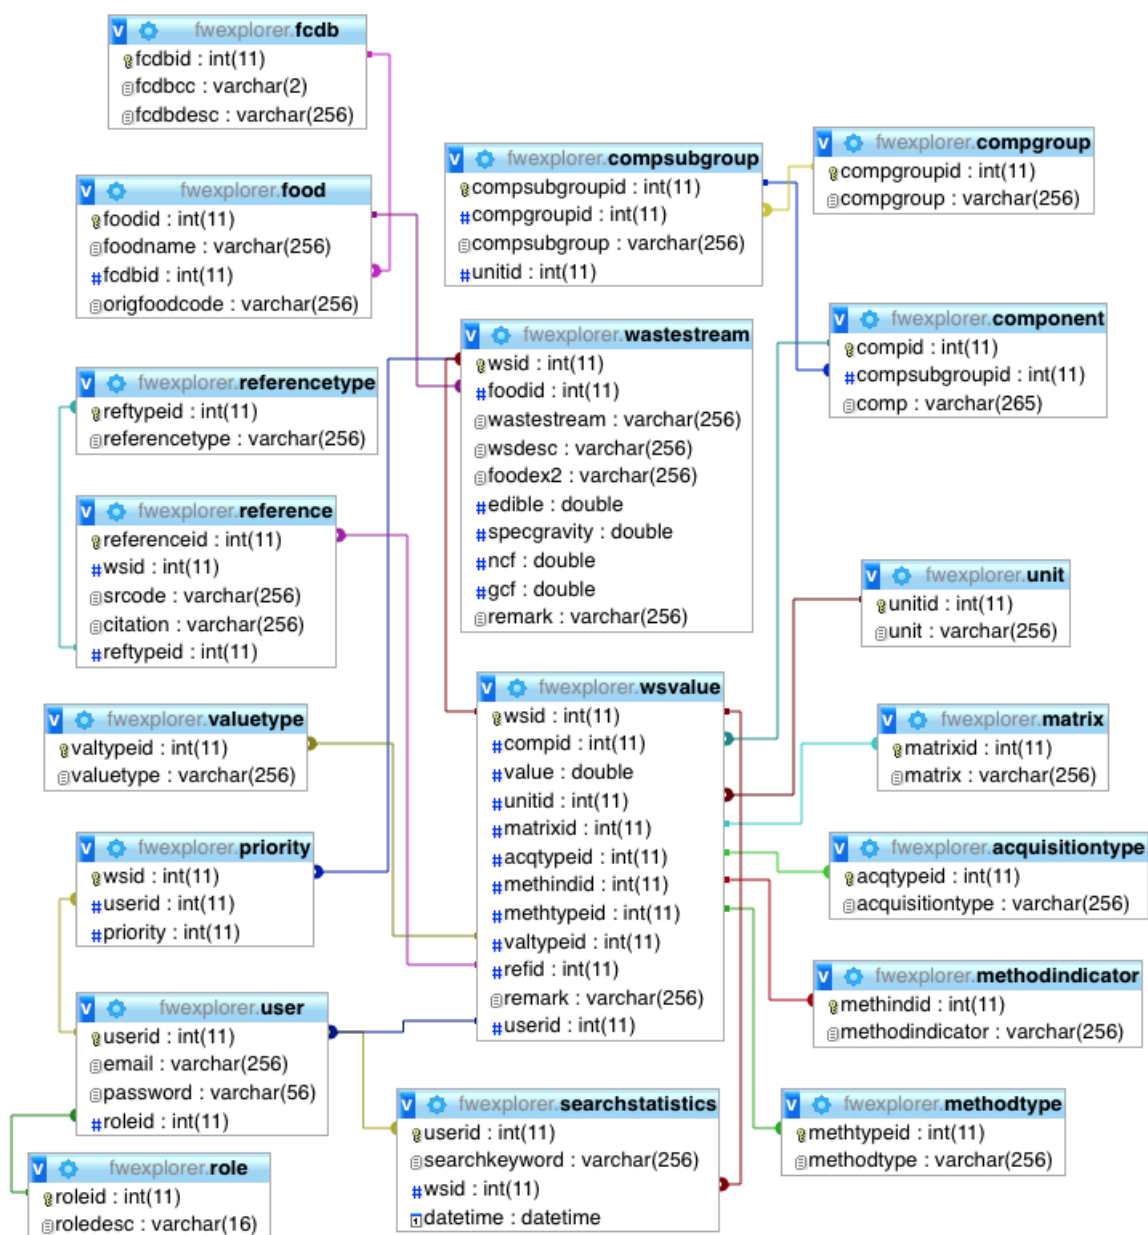 v fwexplorer.fcdb
fcdbid : int(11)
fcdbcc : varchar(2)
fcdbdesc : varchar(256)
v fwexplorer.food
foodid : int(11)
foodname : varchar(256)
#fcdbid : int(11)
origfoodcode : varchar(256)
v fwexplorer.compsubgroup
compsubgroupid : int(11)
#compgroupid : int(11)
compsubgroup : varchar(256)
#unitid : int(11)
v fwexplorer.compgroup
compgroupid : int(11)
compgroup : varchar(256)
v fwexplorer.component
compid : int(11)
#compsubgroupid : int(11)
comp : varchar(265)
v fwexplorer.wastestream
wsid : int(11)
#foodid : int(11)
wastestream : varchar(256)
wsdesc : varchar(256)
foodex2 : varchar(256)
#edible : double
#specgravity : double
#ncf : double
#gcf : double
remark : varchar(256)
v fwexplorer.referencetype
reftypeid : int(11)
referencetype : varchar(256)
v fwexplorer.reference
referenceid : int(11)
#wsid : int(11)
srcode : varchar(256)
citation : varchar(256)
#reftypeid : int(11)
v fwexplorer.unit
unitid : int(11)
unit : varchar(256)
v fwexplorer.valuetype
valtypeid : int(11)
valuetype : varchar(256)
v fwexplorer.wsvalue
wsid : int(11)
#compid : int(11)
#value : double
#unitid : int(11)
#matrixid : int(11)
#acqtypeid : int(11)
#methindid : int(11)
#methtypeid : int(11)
#valtypeid : int(11)
#refid : int(11)
remark : varchar(256)
#userid : int(11)
v fwexplorer.matrix
matrixid : int(11)
matrix : varchar(256)
v fwexplorer.priority
wsid : int(11)
#userid : int(11)
#priority : int(11)
v fwexplorer.acquisitiontype
acqtypeid : int(11)
acquisitiontype : varchar(256)
v fwexplorer.methodindicator
methindid : int(11)
methodindicator : varchar(256)
v fwexplorer.user
userid : int(11)
email : varchar(256)
password : varchar(56)
#roleid : int(11)
v fwexplorer.searchstatistics
userid : int(11)
searchkeyword : varchar(256)
#wsid : int(11)
datetime : datetime
v fwexplorer.methodtype
methtypeid : int(11)
methodtype : varchar(256)
v fwexplorer.role
roleid : int(11)
roledesc : varchar(16)